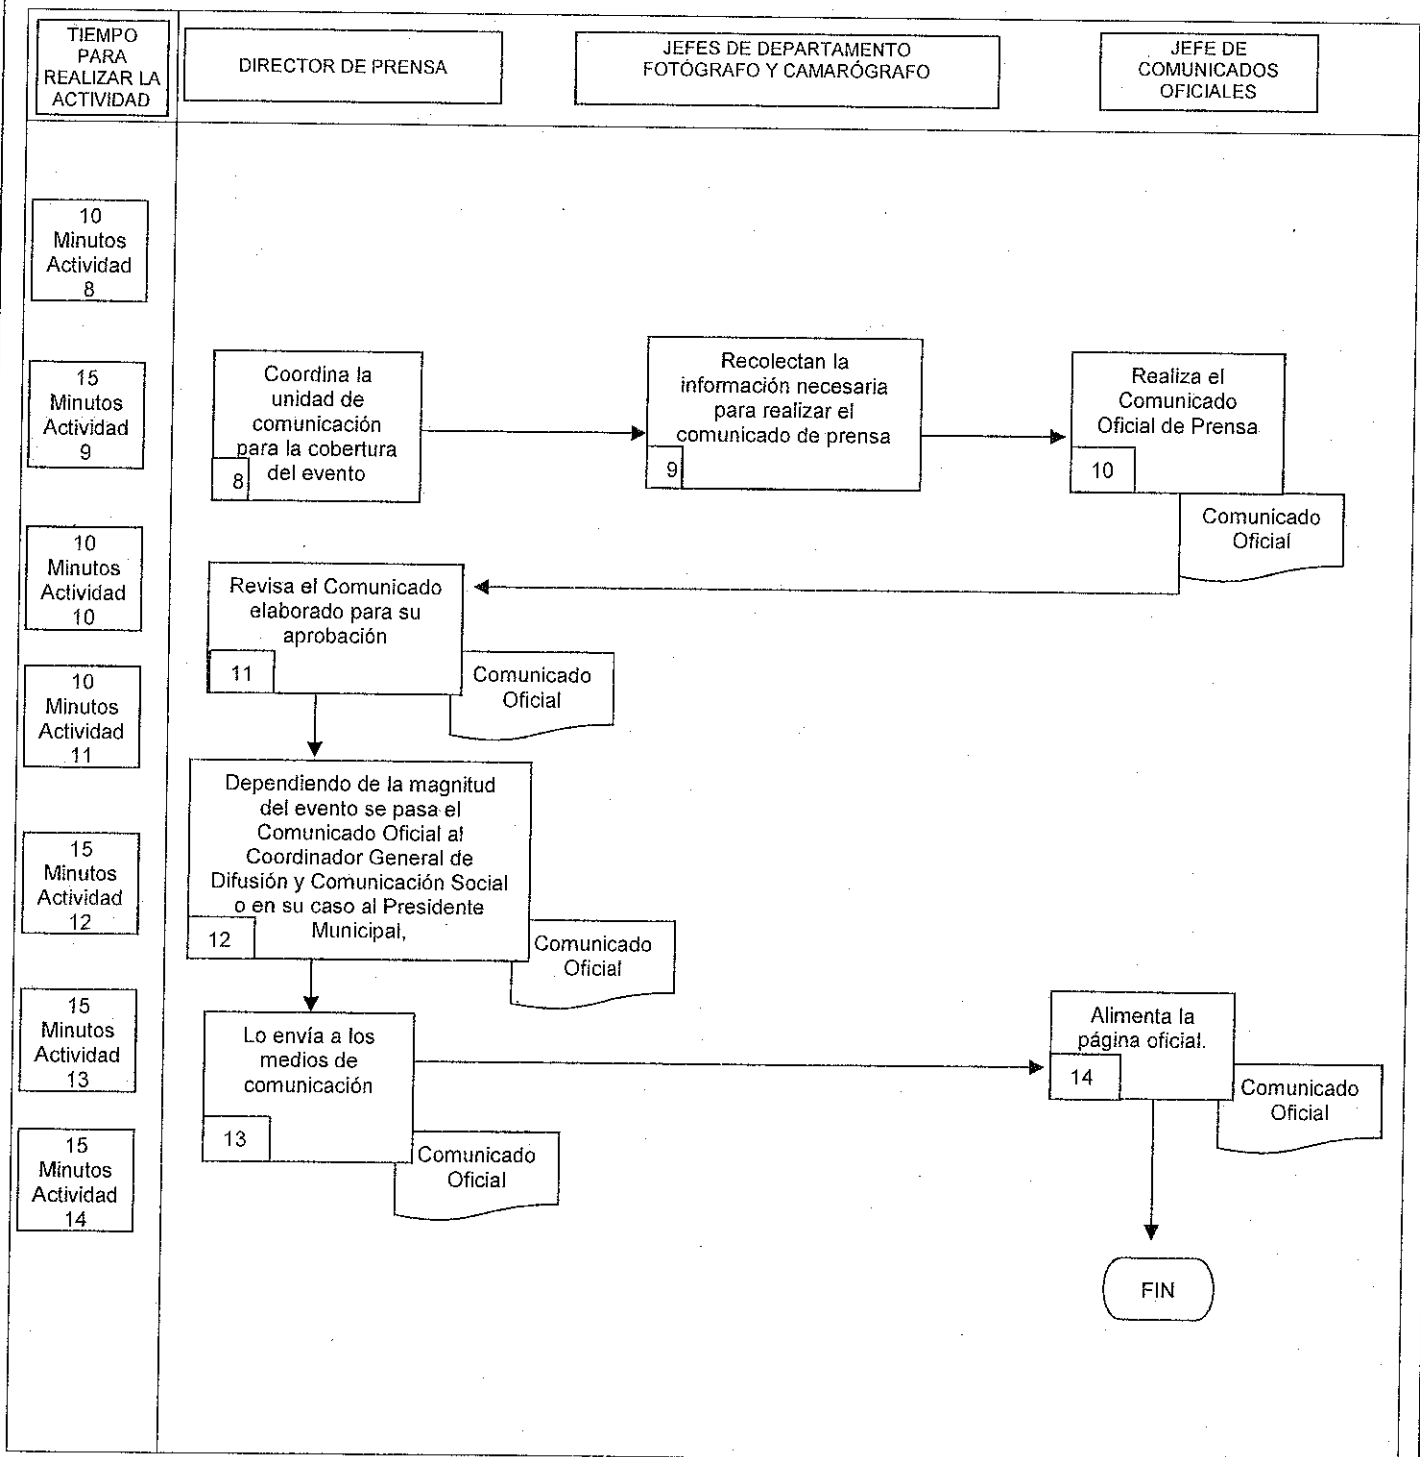 TIEMPO
PARA
REALIZAR LA
ACTIVIDAD
DIRECTOR DE PRENSA
JEFES DE DEPARTAMENTO
FOTÓGRAFO Y CAMARÓGRAFO
JEFE DE
COMUNICADOS
OFICIALES
10
Minutos
Actividad
8
15
Minutos
Actividad
9
Coordina la
unidad de
comunicación
para la cobertura
del evento
8
Recolectan la
información necesaria
para realizar el
comunicado de prensa
9
Realiza el
Comunicado
Oficial de Prensa
10
Comunicado
Oficial
10
Minutos
Actividad
10
Revisa el Comunicado
elaborado para su
aprobación
11
Comunicado
Oficial
10
Minutos
Actividad
11
Dependiendo de la magnitud
del evento se pasa el
Comunicado Oficial al
Coordinador General de
Difusión y Comunicación Social
o en su caso al Presidente
Municipal,
12
Comunicado
Oficial
15
Minutos
Actividad
12
15
Minutos
Actividad
13
Lo envía a los
medios de
comunicación
13
Comunicado
Oficial
Alimenta la
página oficial.
14
Comunicado
Oficial
15
Minutos
Actividad
14
FIN